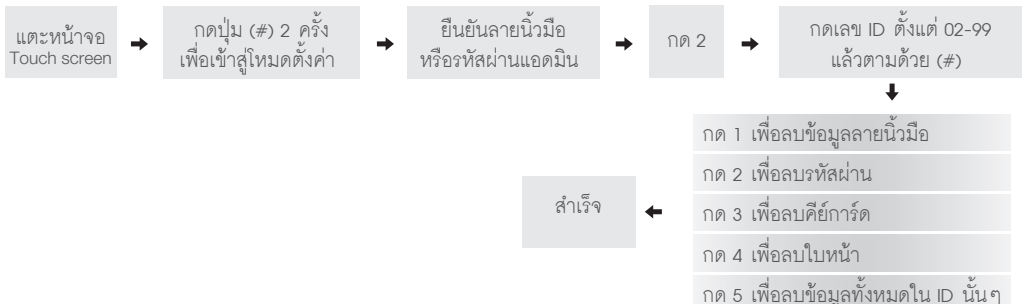 แตะหน้าจอ
Touch screen
กดปุ่ม (#) 2 ครั้ง
เพื่อเข้าสู่โหมดตั้งค่า
ยืนยันลายนิ้วมือ
หรือรหัสผ่านแอดมิน
กด 2
กดเลข ID ตั้งแต่ 02-99
แล้วตามด้วย (#)
กด 1 เพื่อลบข้อมูลลายนิ้วมือ
กด 2 เพื่อลบรหัสผ่าน
กด 3 เพื่อลบคีย์การ์ด
กด 4 เพื่อลบใบหน้า
กด 5 เพื่อลบข้อมูลทั้งหมดใน ID นั้นๆ
สำเร็จ